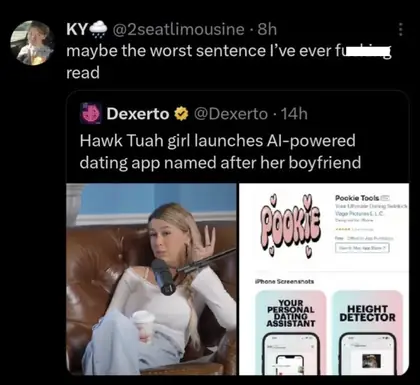 KY🌨 @2seatlimousine · 8h
maybe the worst sentence I've ever fu g
read
Dexerto @Dexerto · 14h
Hawk Tuah girl launches AI-powered
dating app named after her boyfriend
POOKIE
Pookie Tools
iPhone Screenshots
YOUR
PERSONAL
DATING
ASSISTANT
HEIGHT
DETECTOR